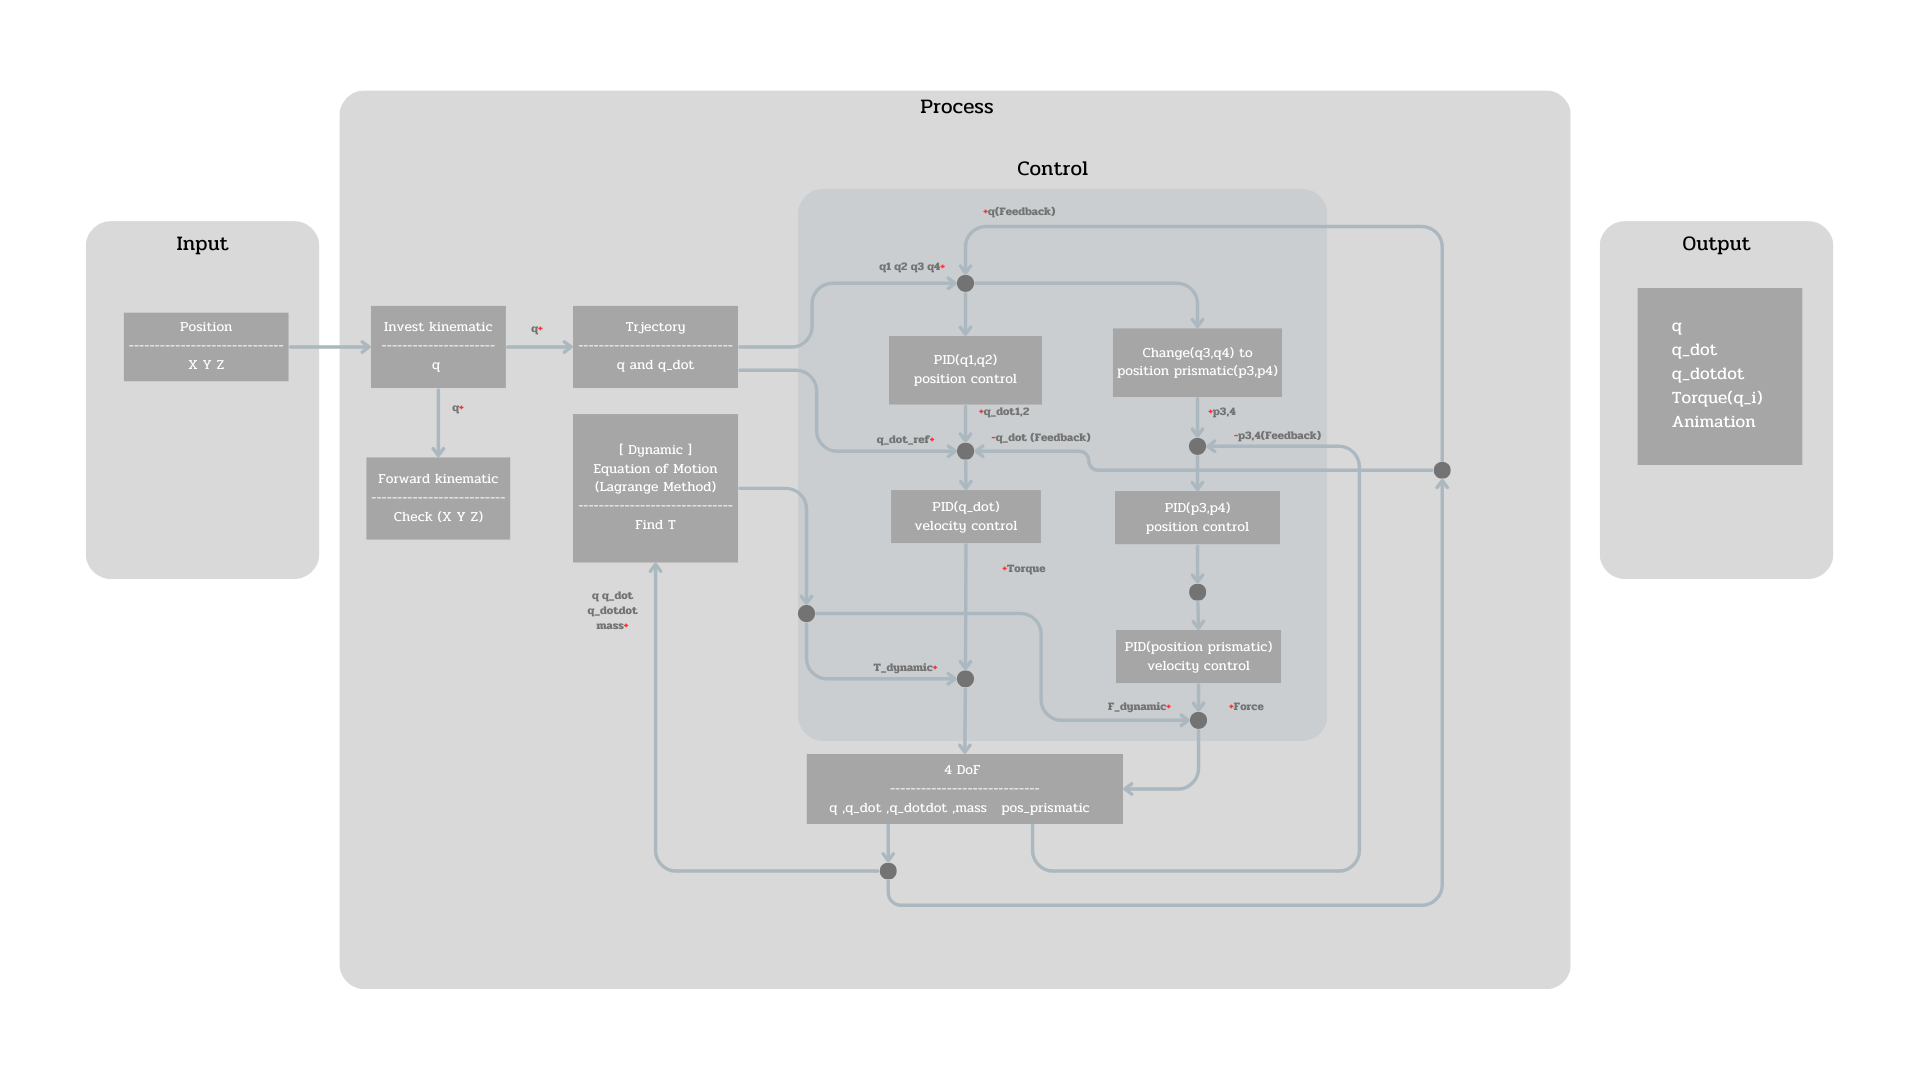 Process
Control
Input
Position
-----------------------------
X Y Z
Invest kinematic
----------------------
q
q+
q+
Forward kinematic
--------------------------
Check (X Y Z)
Trjectory
------------------------------
q and q_dot
[ Dynamic ]
Equation of Motion
(Lagrange Method)
------------------------------
Find T
q q_dot
q_dotdot
mass+
+q(Feedback)
q1 q2 q3 q4+
PID(q1,q2)
position control
+q_dot1,2
q_dot_ref+
-q_dot (Feedback)
PID(q_dot)
velocity control
+Torque
T_dynamic+
Change(q3,q4) to
position prismatic(p3,p4)
+p3,4
-p3,4(Feedback)
PID(p3,p4)
position control
PID(position prismatic)
velocity control
F_dynamic+
+Force
4 DoF
-----------------------------
q ,q_dot ,q_dotdot ,mass pos_prismatic
Output
q
q_dot
q_dotdot
Torque(q_i)
Animation